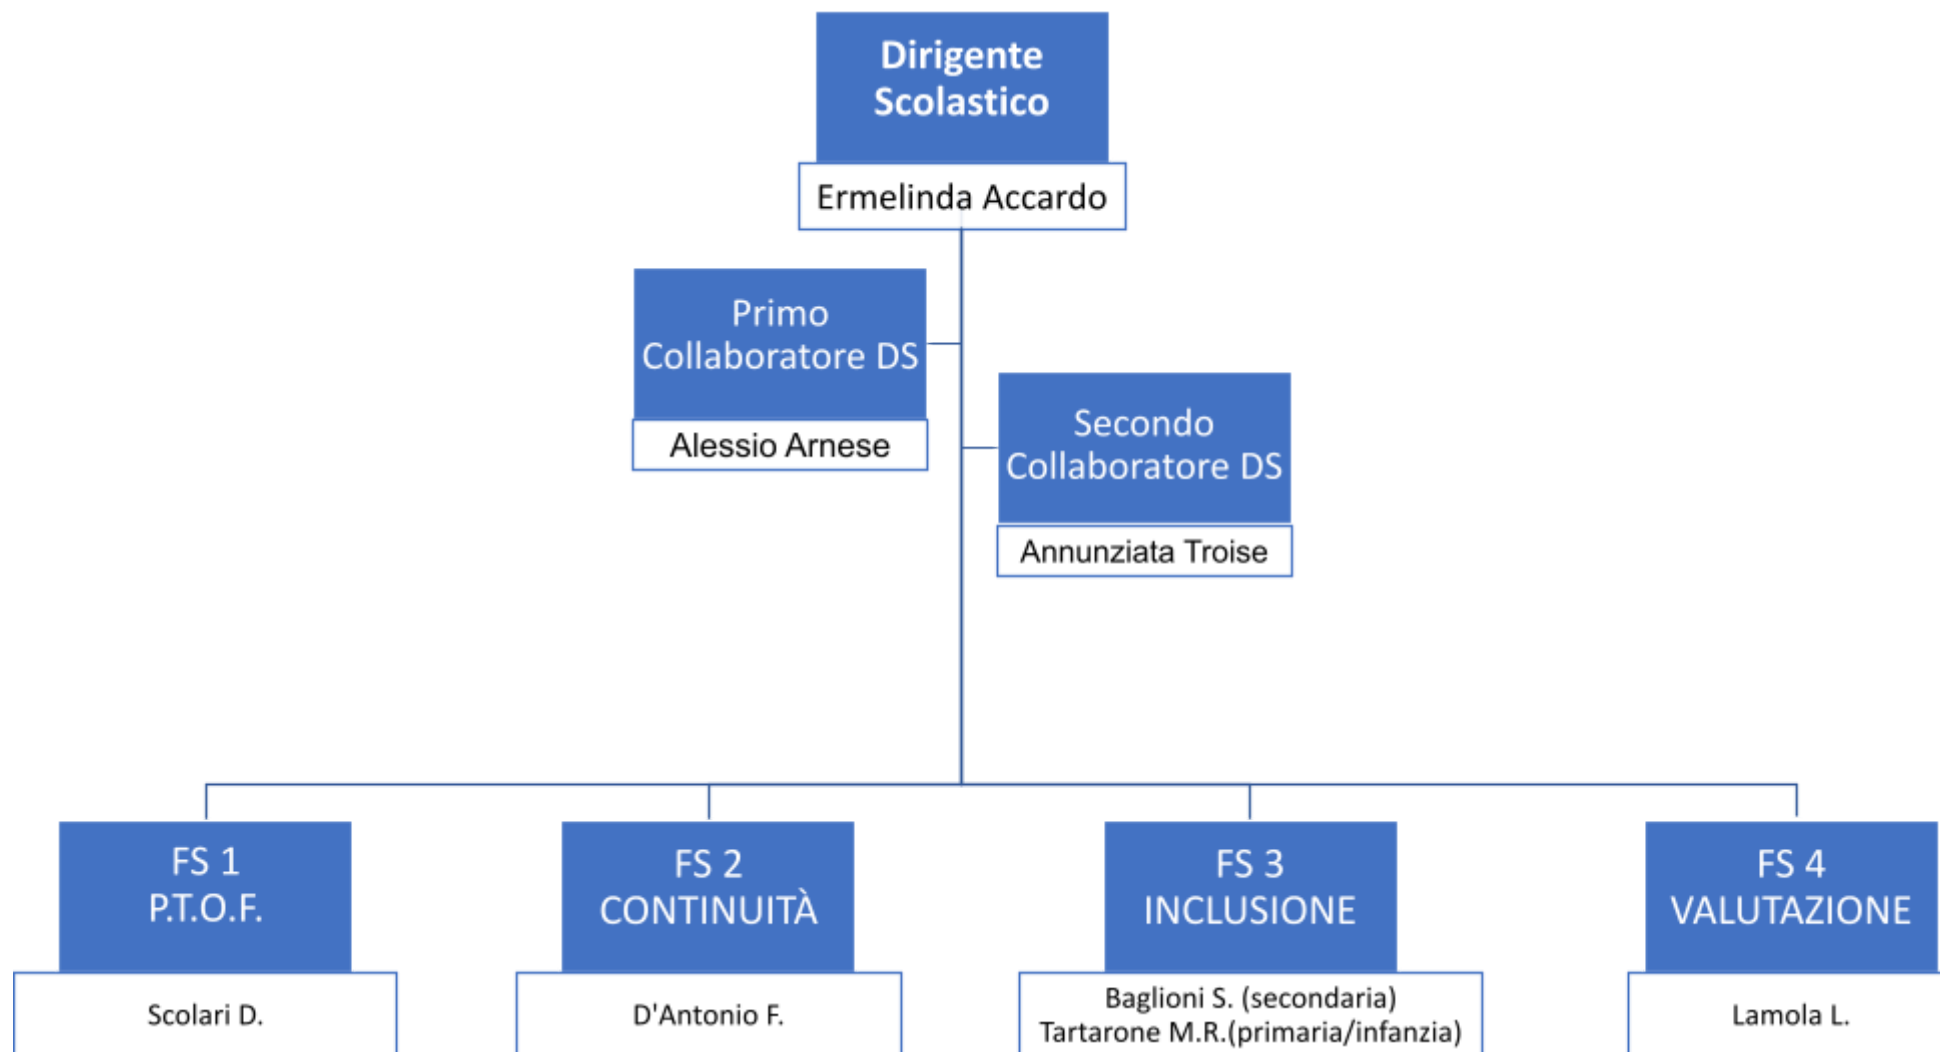 Dirigente
Scolastico
Ermelinda Accardo
Primo
Collaboratore DS
Alessio Arnese
Secondo
Collaboratore DS
Annunziata Troise
FS 1
P.T.O.F.
Scolari D.
FS 2
CONTINUITÀ
D'Antonio F.
FS 3
INCLUSIONE
Baglioni S. (secondaria)
Tartarone M.R.(primaria/infanzia)
FS 4
VALUTAZIONE
Lamola L.